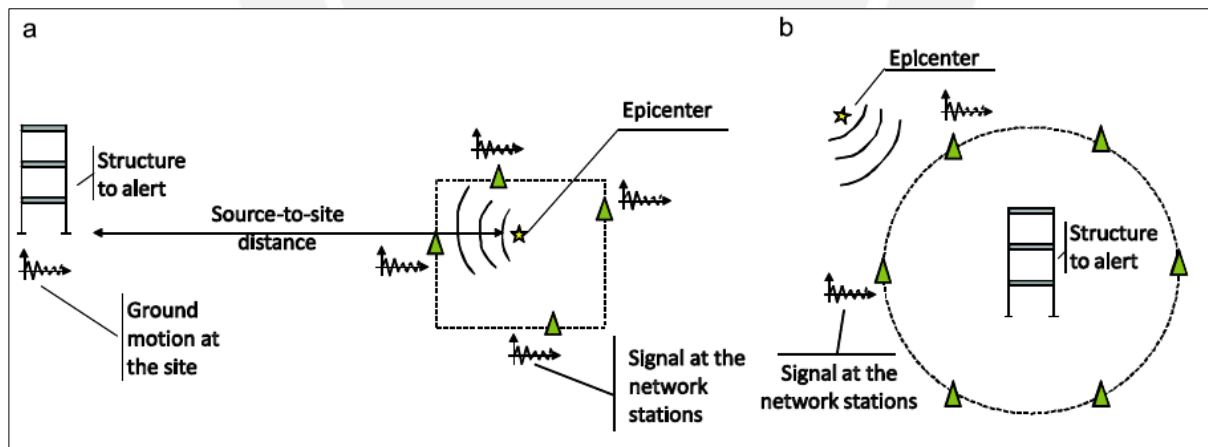 a
Epicenter
Structure
to alert
Source-to-site
distance
Ground
motion at
the site
Signal at the
network
stations
b
Epicenter
Structure
to alert
Signal at the
network stations